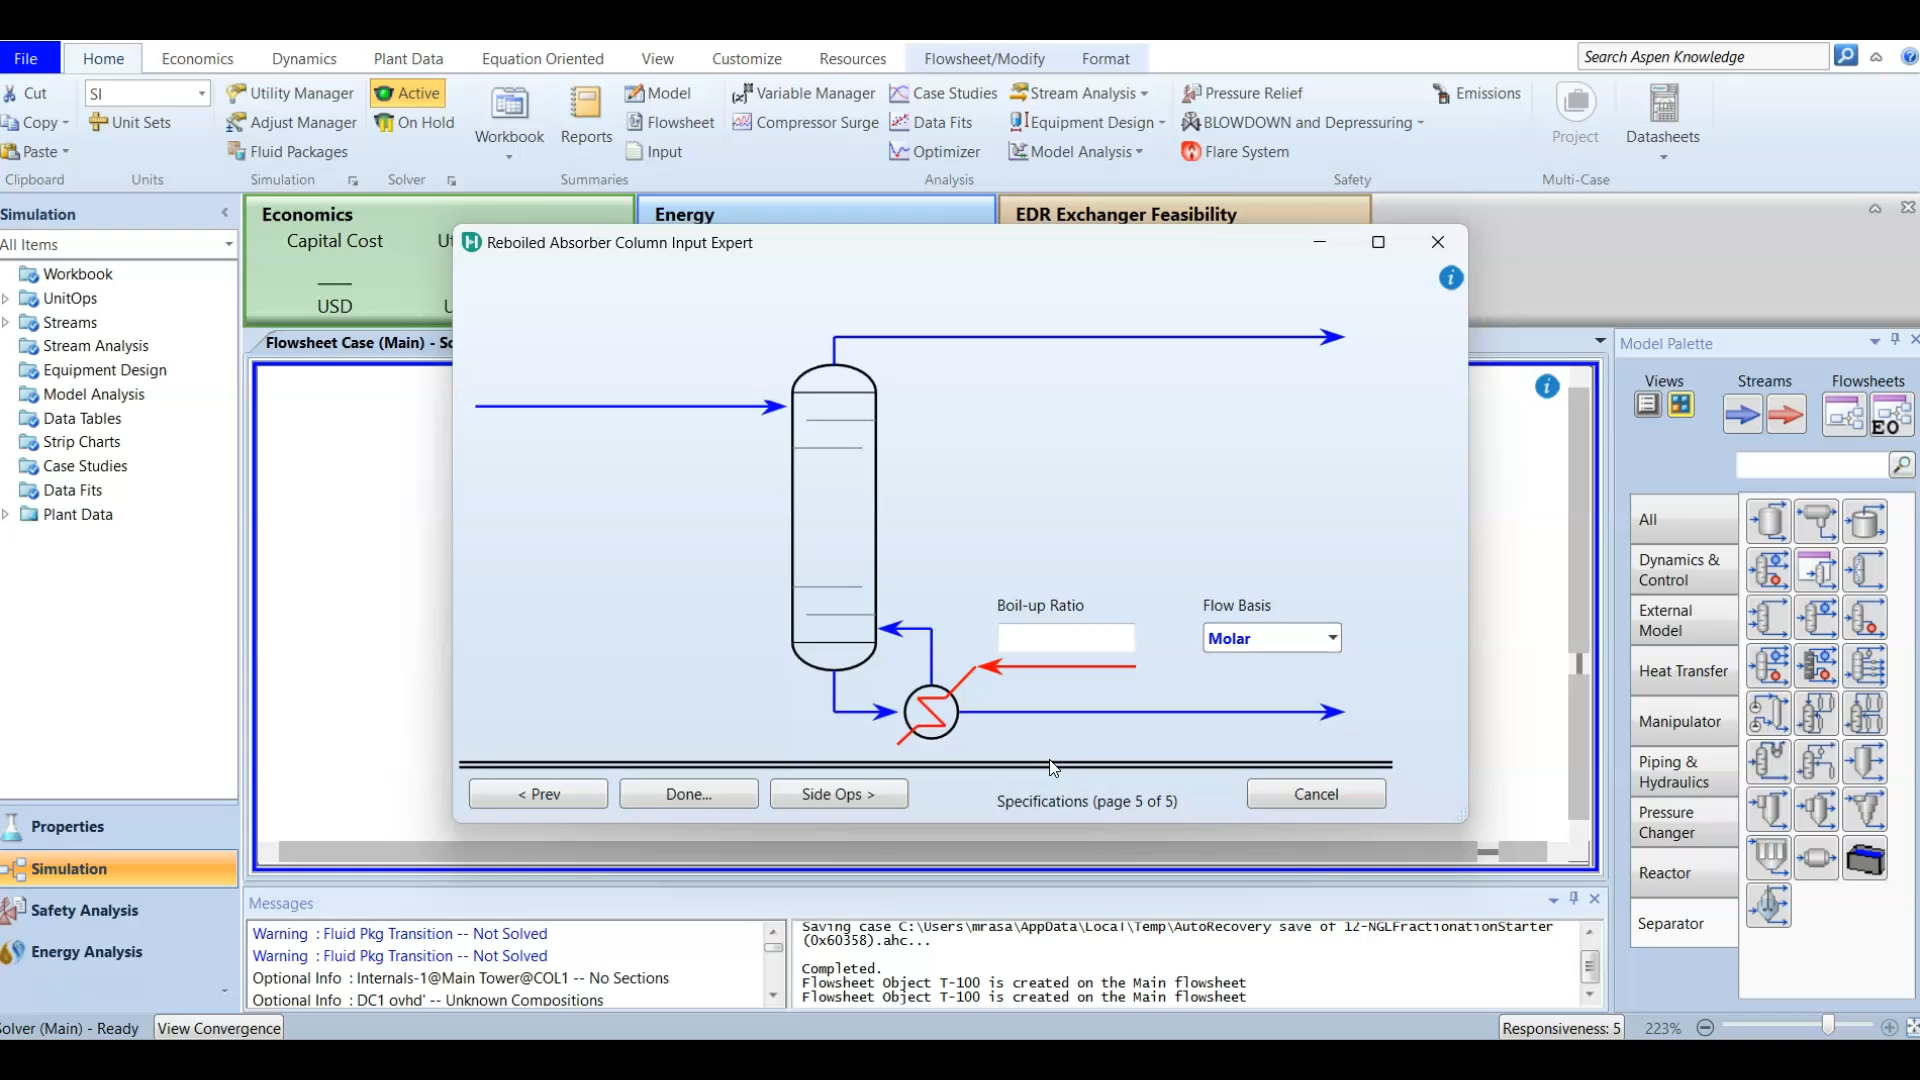 File Home Economics Dynamics Plant Data Equation Oriented View Customize Resources Flowsheet/Modify Format Search Aspen Knowledge
Cut SI Utility Manager Active Model Variable Manager Case Studies Stream Analysis Pressure Relief Emissions
Copy Unit Sets Adjust Manager On Hold Workbook Reports Flowsheet Compressor Surge Data Fits Equipment Design BLOWDOWN and Depressuring Project Datasheets
Paste Fluid Packages Input Optimizer Model Analysis Flare System
Clipboard Units Simulation Solver Summaries Analysis Safety Multi-Case
Simulation
All Items
Workbook
UnitOps
Streams
Stream Analysis
Equipment Design
Model Analysis
Data Tables
Strip Charts
Case Studies
Data Fits
Plant Data
Properties
Simulation
Safety Analysis
Energy Analysis
Economics Energy EDR Exchanger Feasibility
Capital Cost Ut
USD U
Flowsheet Case (Main) - So
Reboiled Absorber Column Input Expert
Boil-up Ratio Flow Basis
Molar
< Prev Done... Side Ops > Specifications (page 5 of 5) Cancel
Model Palette
Views Streams Flowsheets
EO
All
Dynamics & Control
External Model
Heat Transfer
Manipulator
Piping & Hydraulics
Pressure Changer
Reactor
Separator
Messages
Warning : Fluid Pkg Transition -- Not Solved
Warning : Fluid Pkg Transition -- Not Solved
Optional Info : Internals-1@Main Tower@COL1 -- No Sections
Optional Info : DC1 ovhd' -- Unknown Compositions
Saving case C:\Users\mrasa\AppData\Local\Temp\AutoRecovery save of 12-NGLFractionationStarter
(0x60358).ahc...
Completed.
Flowsheet Object T-100 is created on the Main flowsheet
Flowsheet Object T-100 is created on the Main flowsheet
Solver (Main) - Ready View Convergence Responsiveness: 5 223%